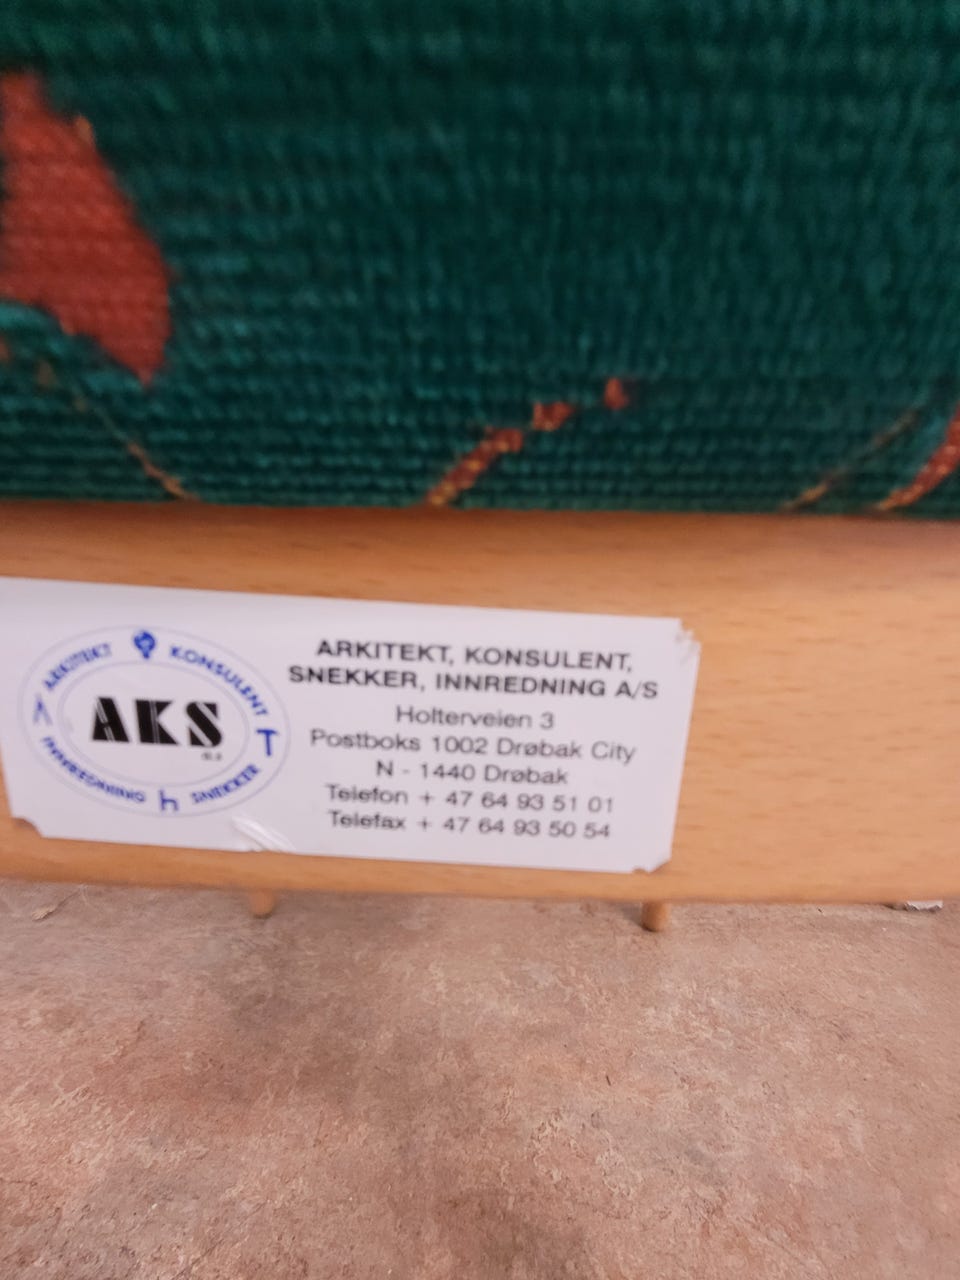 ARKITEKT
KONSULENT
AKS
INNREDNING
SNEKKER
ARKITEKT, KONSULENT,
SNEKKER, INNREDNING A/S
Holterveien 3
Postboks 1002 Drøbak City
N - 1440 Drøbak
Telefon + 47 64 93 51 01
Telefax + 47 64 93 50 54